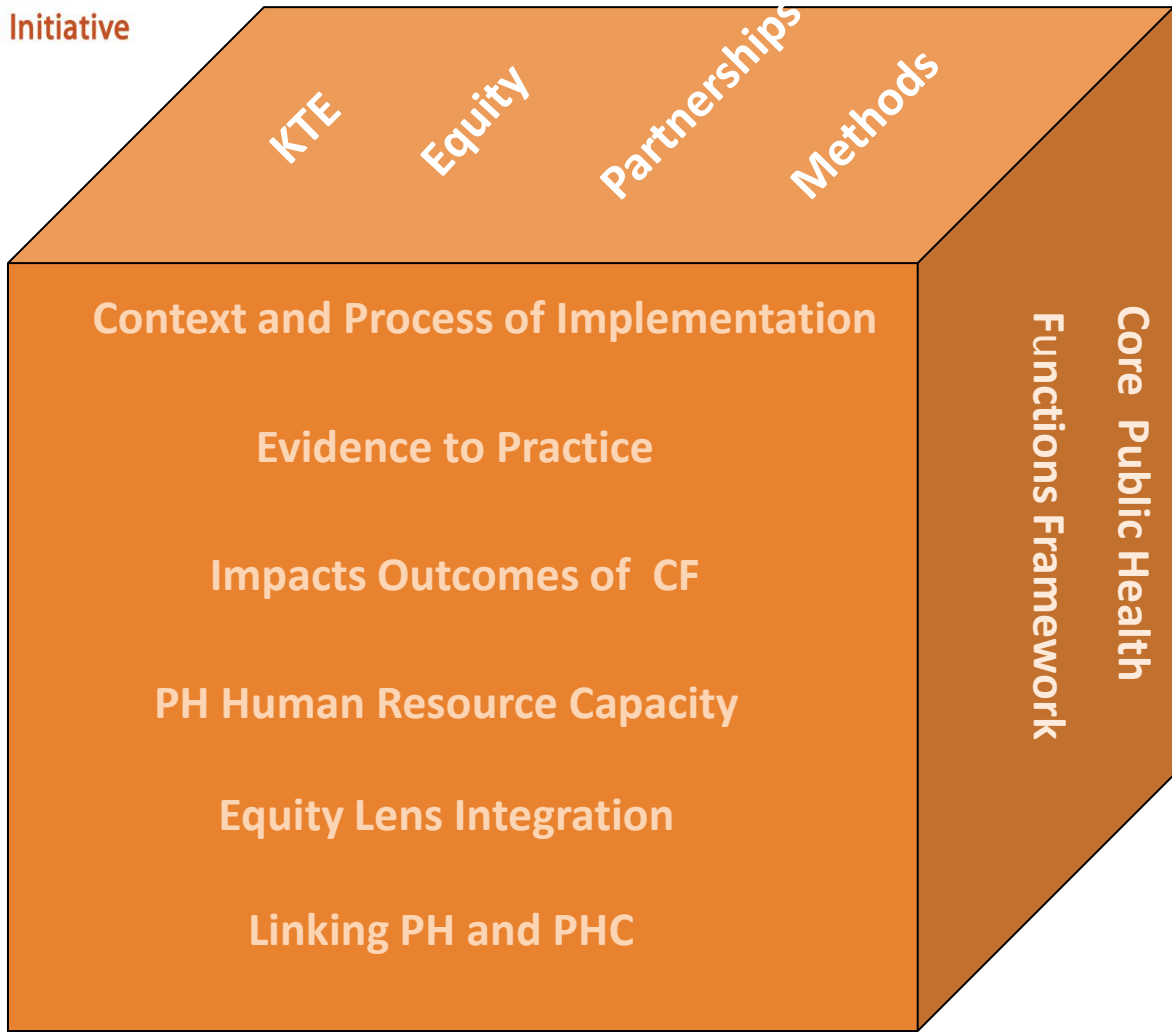 Initiative
KTE
Equity
Partnerships
Methods
Context and Process of Implementation
Evidence to Practice
Impacts Outcomes of CF
PH Human Resource Capacity
Equity Lens Integration
Linking PH and PHC
Core Public Health
Functions Framework